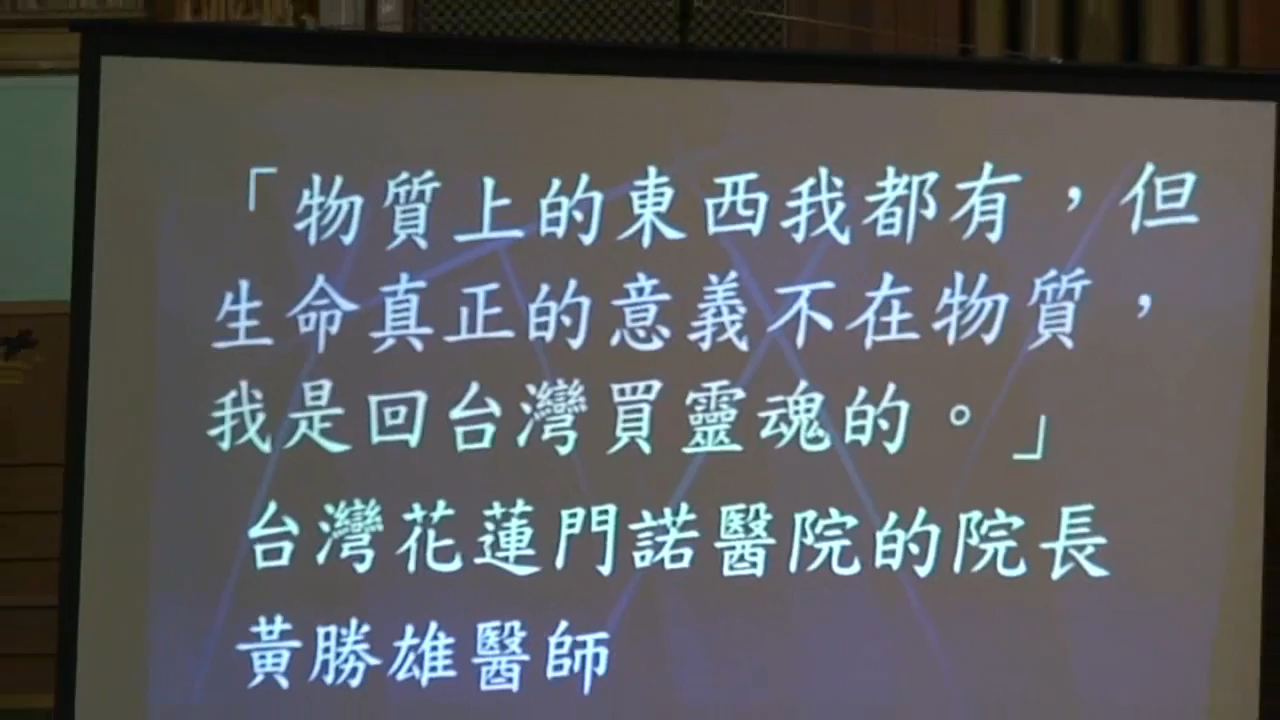 「物質上的東西我都有，但
生命真正的意義不在物質，
我是回台灣買靈魂的。」
台灣花蓮門諾醫院的院長
黃勝雄醫師